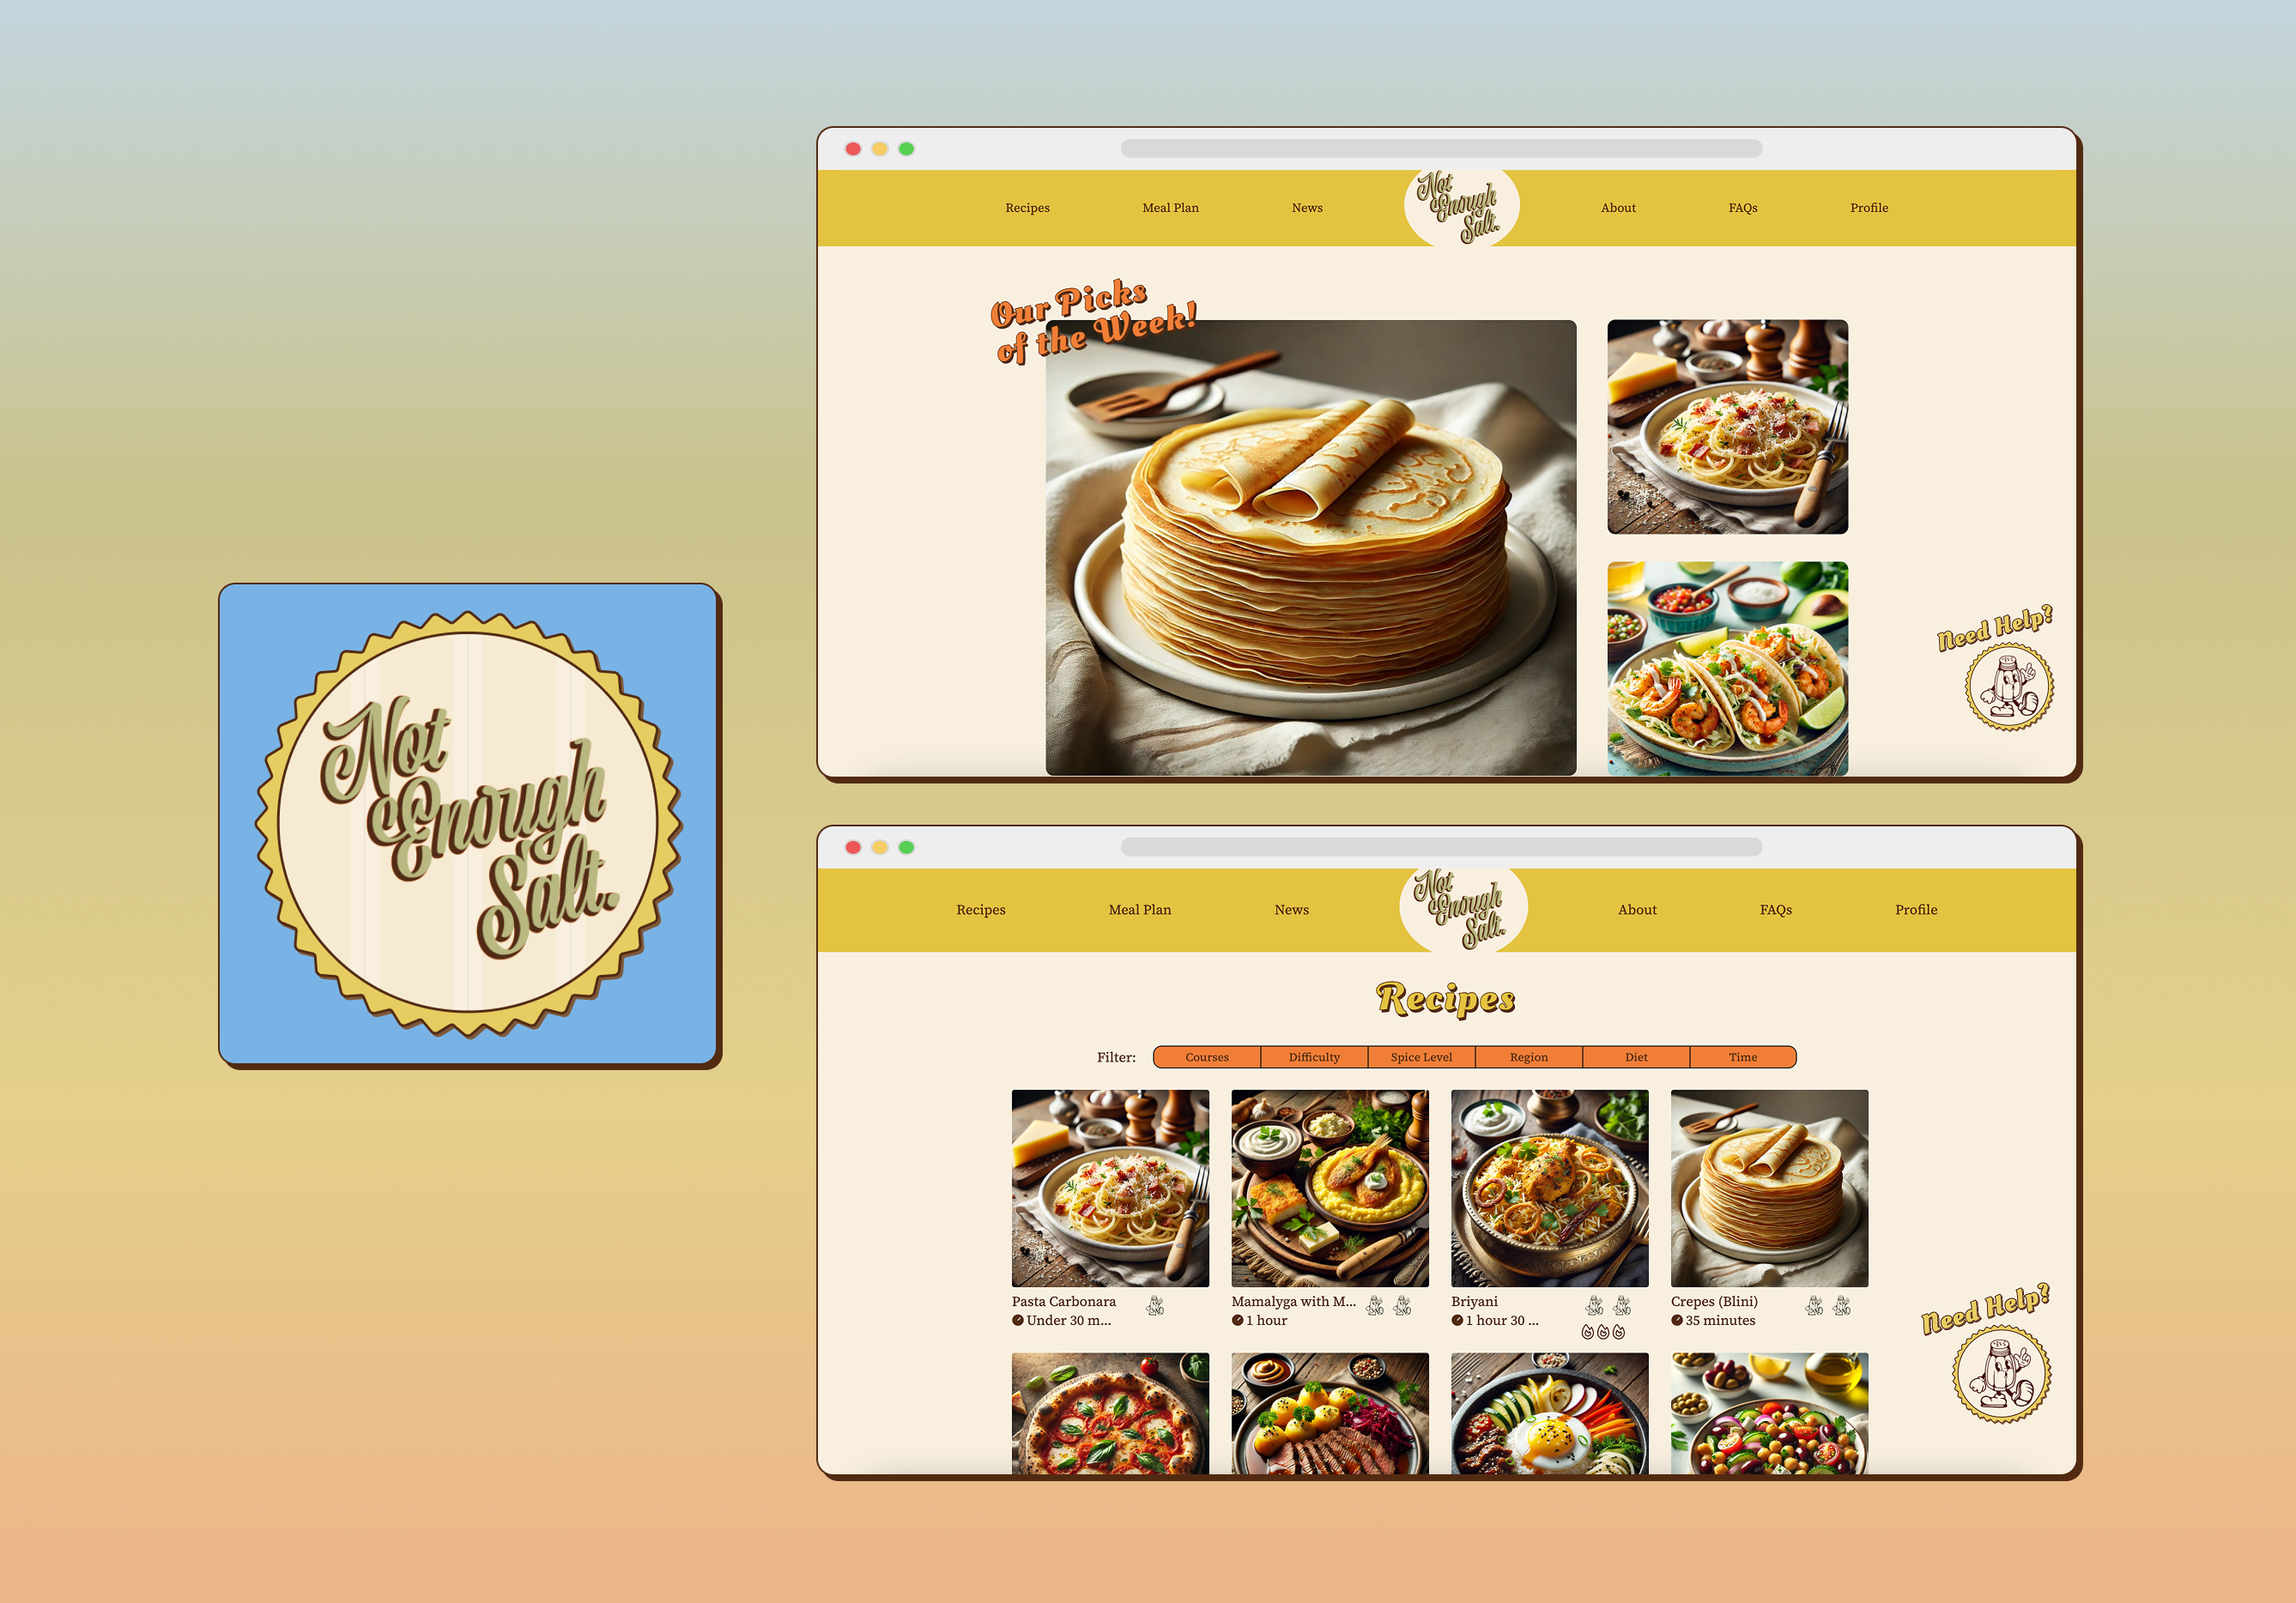 Not
Enough
Salt.
Recipes
Meal Plan
News
Not
Enough
Salt.
About
FAQs
Profile
Our Picks
of the Week!
Need Help?
Recipes
Meal Plan
News
Not
Enough
Salt.
About
FAQs
Profile
Recipes
Filter:
Courses
Difficulty
Spice Level
Region
Diet
Time
Pasta Carbonara
Under 30 m...
Mamalyga with M...
1 hour
Briyani
1 hour 30 ...
Crepes (Blini)
35 minutes
Need Help?